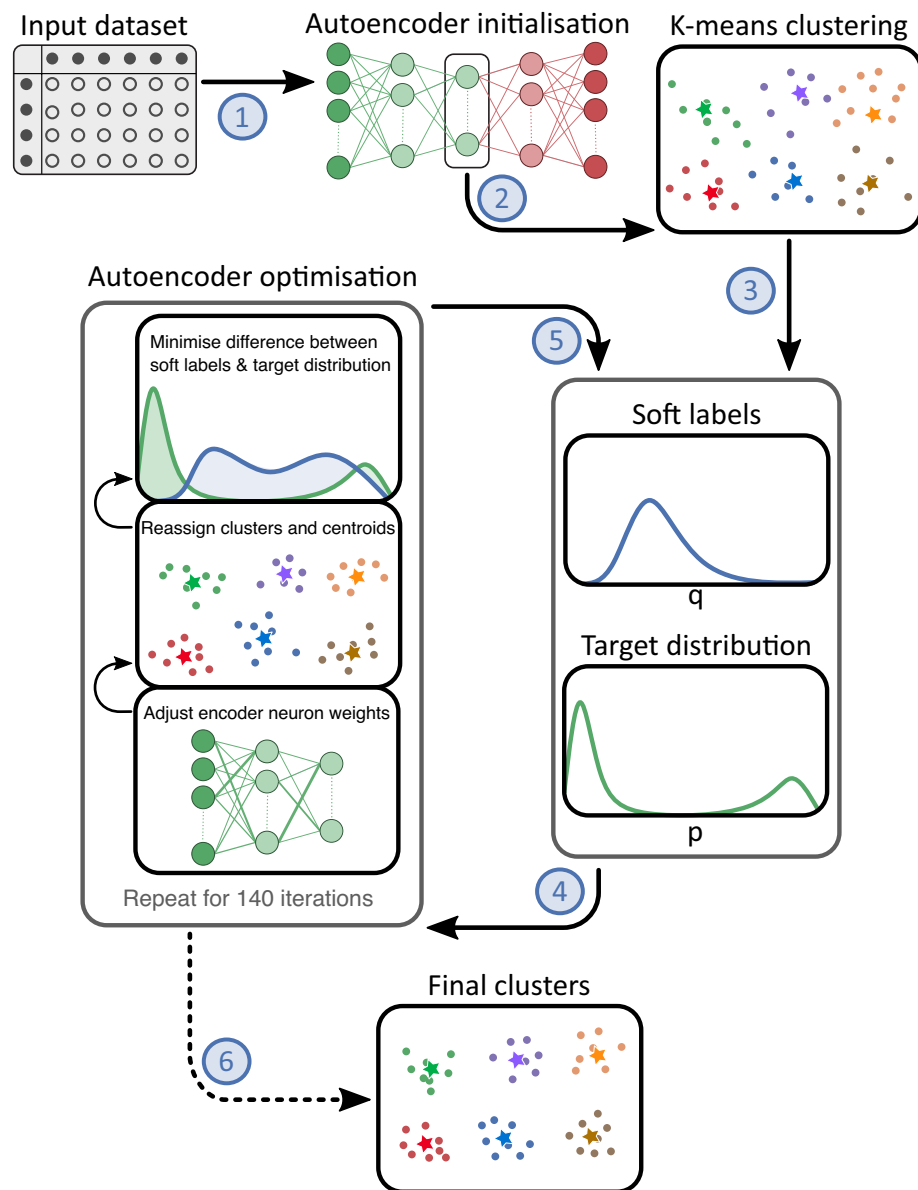 Input dataset
Autoencoder initialisation
K-means clustering
1
2
3
Autoencoder optimisation
Minimise difference between
soft labels & target distribution
Reassign clusters and centroids
Adjust encoder neuron weights
Repeat for 140 iterations
5
Soft labels
q
Target distribution
p
4
6
Final clusters